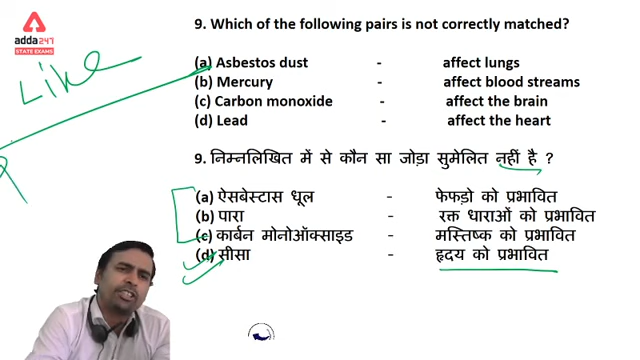 9. Which of the following pairs is not correctly matched?
adda247
STATE EXAMS
Like
(a) Asbestos dust - affect lungs
(b) Mercury - affect blood streams
(c) Carbon monoxide - affect the brain
(d) Lead - affect the heart
9. निम्नलिखित में से कौन सा जोड़ा सुमेलित नहीं है ?
(a) ऐसबेस्टास धूल - फेफड़ो को प्रभावित
(b) पारा - रक्त धाराओं को प्रभावित
(c) कार्बन मोनोऑक्साइड - मस्तिष्क को प्रभावित
(d) सीसा - हृदय को प्रभावित